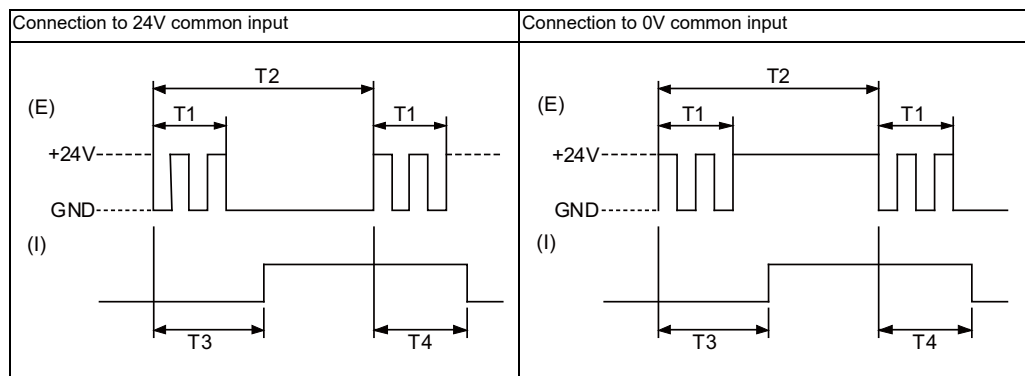 Connection to 24V common input
Connection to 0V common input
T2
(E)
T1
T1
+24V
GND
(I)
T3
T4
T2
(E)
T1
T1
+24V
GND
(I)
T3
T4